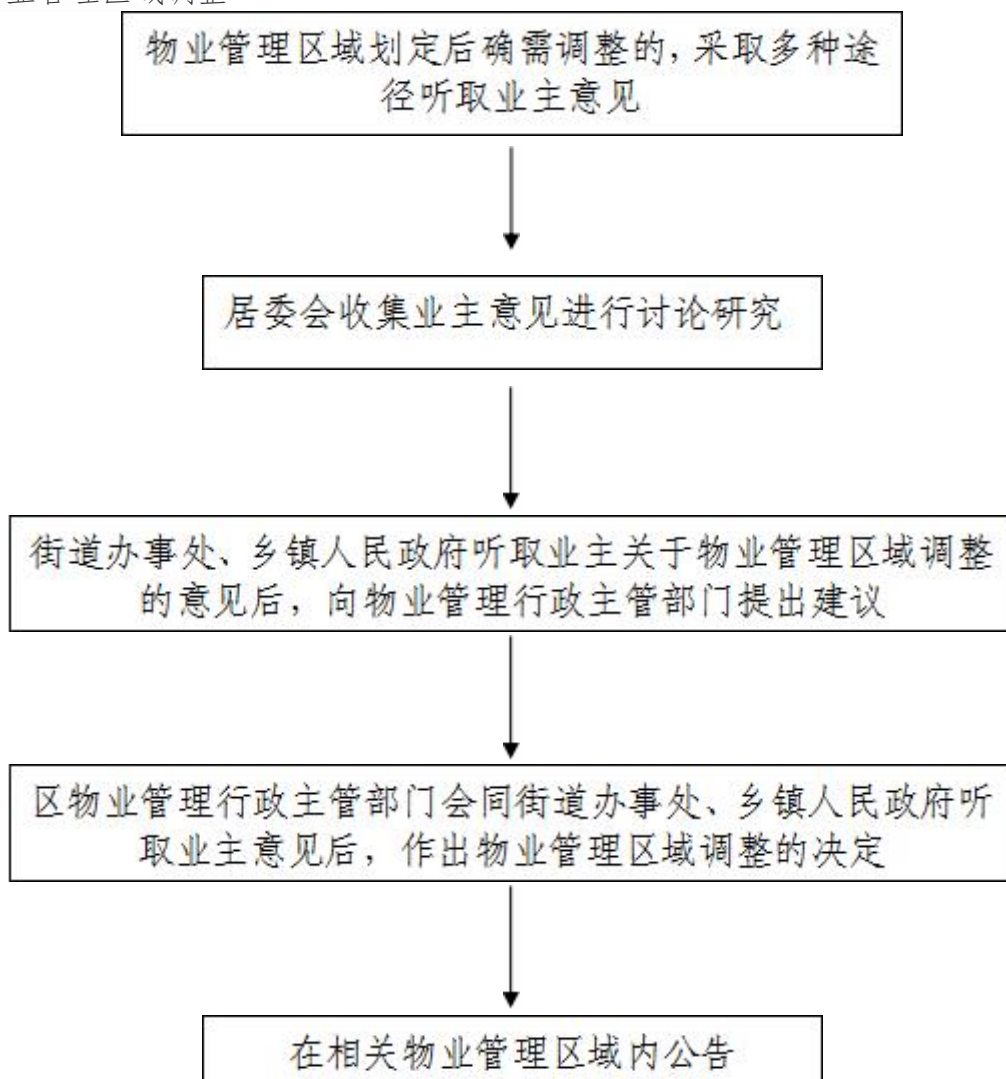 物业管理区域划定后确需调整的，采取多种途
径听取业主意见
居委会收集业主意见进行讨论研究
街道办事处、乡镇人民政府听取业主关于物业管理区域调整
的意见后，向物业管理行政主管部门提出建议
区物业管理行政主管部门会同街道办事处、乡镇人民政府听
取业主意见后，作出物业管理区域调整的决定
在相关物业管理区域内公告